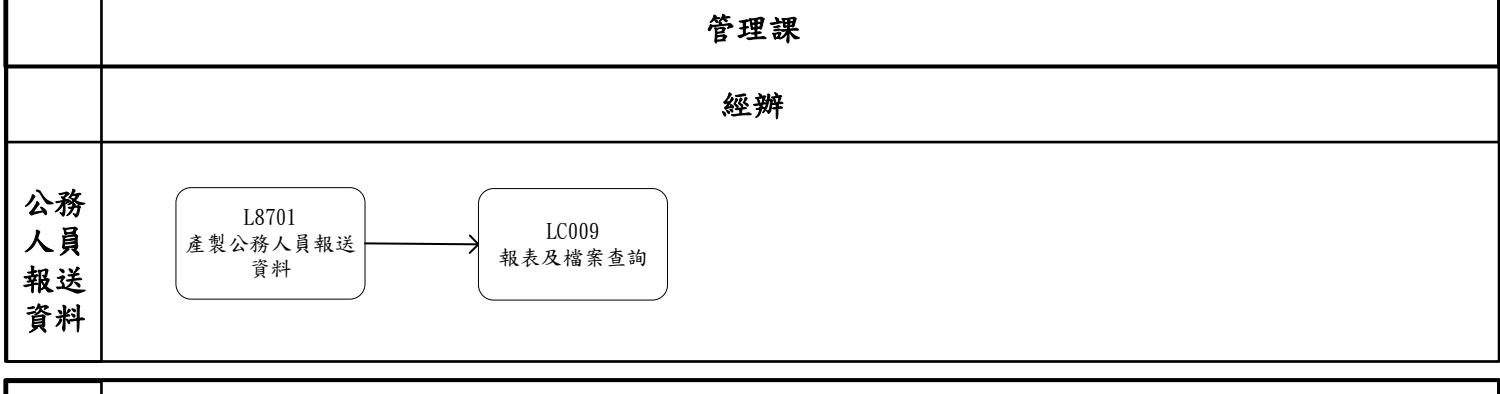 管理課
經辦
公務
人員
報送
資料
L8701
產製公務人員報送
資料
LC009
報表及檔案查詢